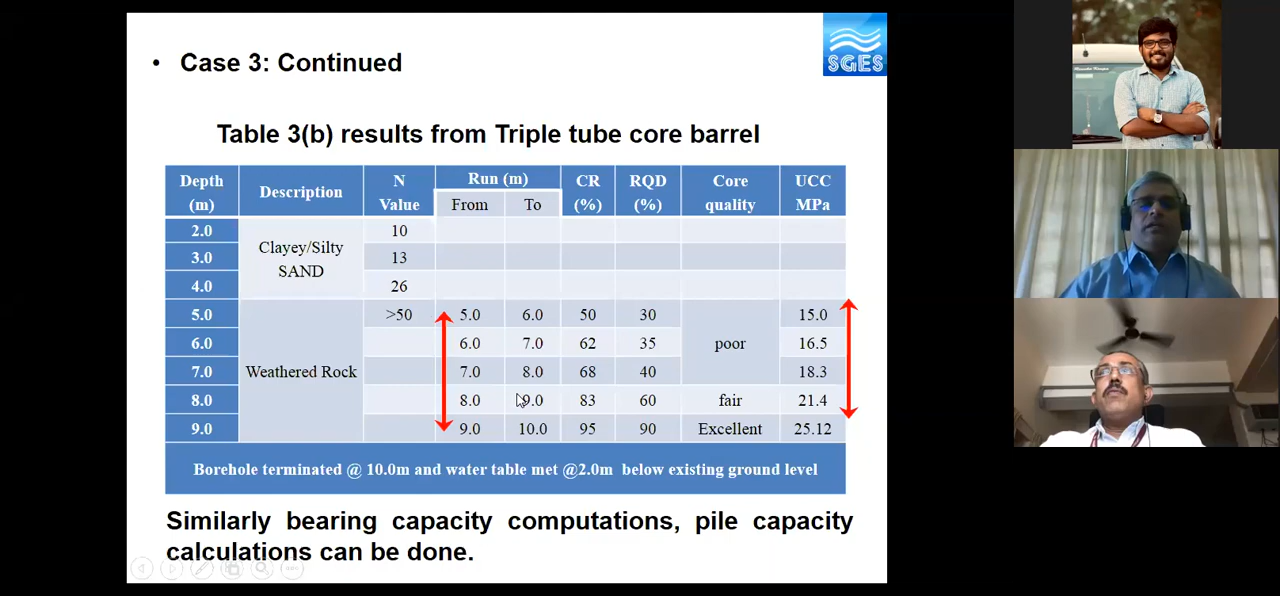 • Case 3: Continued
SGES
Table 3(b) results from Triple tube core barrel
Depth (m) Description N Value Run (m) CR (%) RQD (%) Core quality UCC MPa
From To
2.0 Clayey/Silty SAND 10
3.0 13
4.0 26
5.0 Weathered Rock >50 5.0 6.0 50 30 poor 15.0
6.0 6.0 7.0 62 35 16.5
7.0 7.0 8.0 68 40 18.3
8.0 8.0 9.0 83 60 fair 21.4
9.0 9.0 10.0 95 90 Excellent 25.12
Borehole terminated @ 10.0m and water table met @2.0m below existing ground level
Similarly bearing capacity computations, pile capacity
calculations can be done.